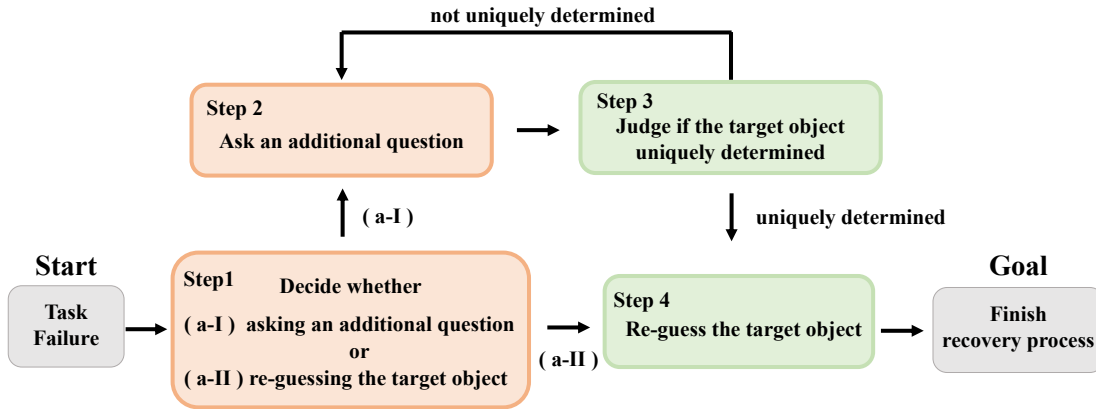 not uniquely determined
Step 2
Ask an additional question
Step 3
Judge if the target object
uniquely determined
( a-I )
uniquely determined
Start
Task
Failure
Step1
Decide whether
( a-I ) asking an additional question
or
( a-II ) re-guessing the target object
( a-II )
Step 4
Re-guess the target object
Goal
Finish
recovery process